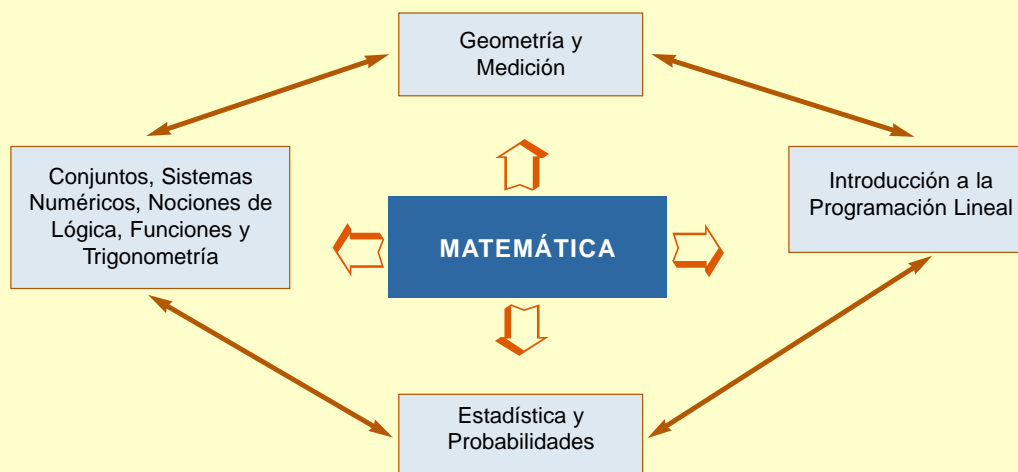 Geometría y
Medición
Conjuntos, Sistemas
Numéricos, Nociones de
Lógica, Funciones y
Trigonometría
MATEMÁTICA
Introducción a la
Programación Lineal
Estadística y
Probabilidades